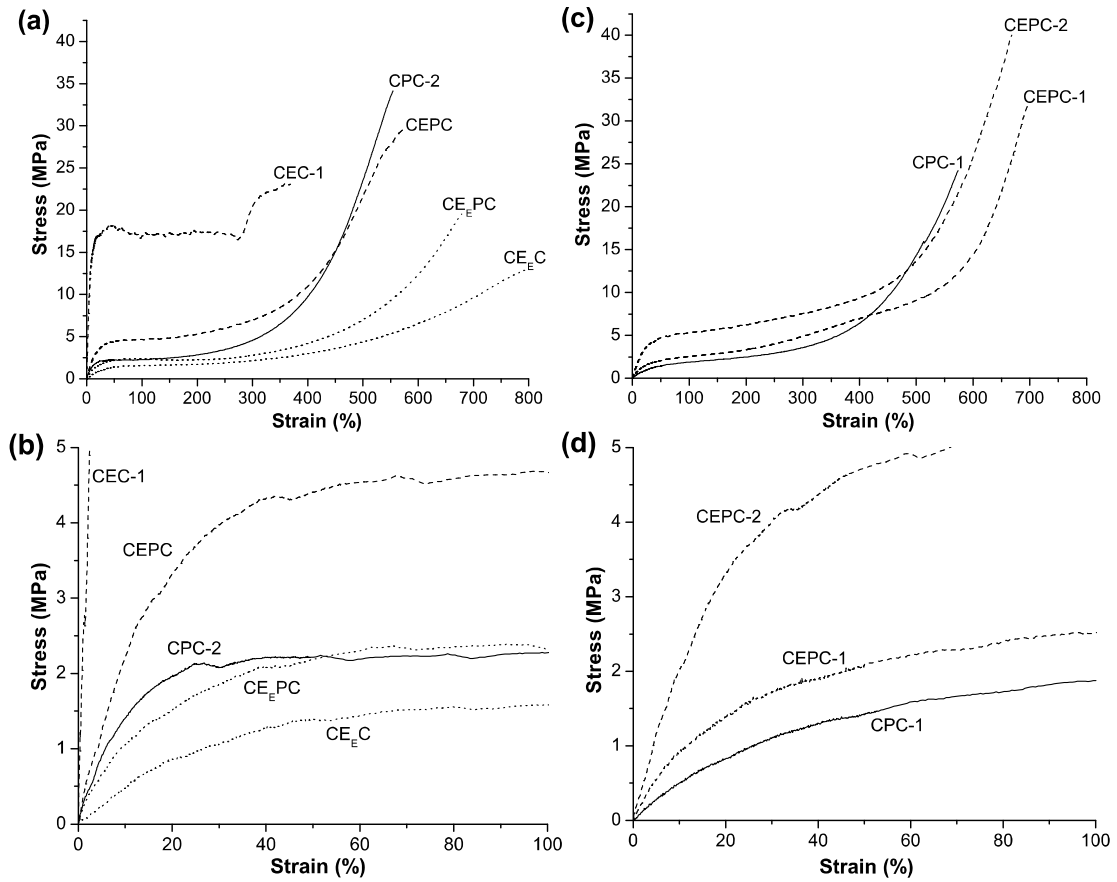 (a)
Stress (MPa)
40
35
30
25
20
15
10
5
0
CPC-2
CEPC
CEC-1
CE_EPC
CE_EC
0 100 200 300 400 500 600 700 800
Strain (%)
(c)
Stress (MPa)
40
35
30
25
20
15
10
5
0
CEPC-2
CEPC-1
CPC-1
0 100 200 300 400 500 600 700 800
Strain (%)
(b)
Stress (MPa)
5
4
3
2
1
0
CEC-1
CEPC
CPC-2
CE_EPC
CE_EC
0 20 40 60 80 100
Strain (%)
(d)
Stress (MPa)
5
4
3
2
1
0
CEPC-2
CEPC-1
CPC-1
0 20 40 60 80 100
Strain (%)